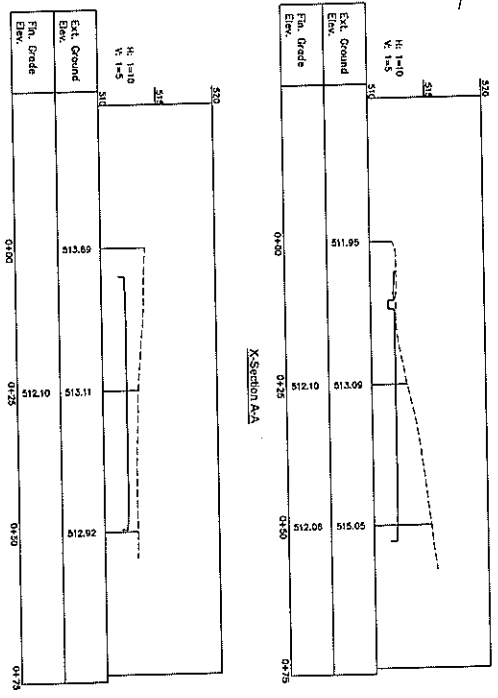 520
H: 1=10
V: 1=5
515
510
Ext. Ground
Elev.
511.95 513.09 515.05
Fin. Grade
Elev.
512.10 512.08
0+00 0+25 0+50 0+75
X-Section A-A
520
H: 1=10
V: 1=5
515
510
Ext. Ground
Elev.
513.69 513.11 512.92
Fin. Grade
Elev.
512.10
0+00 0+25 0+50 0+75